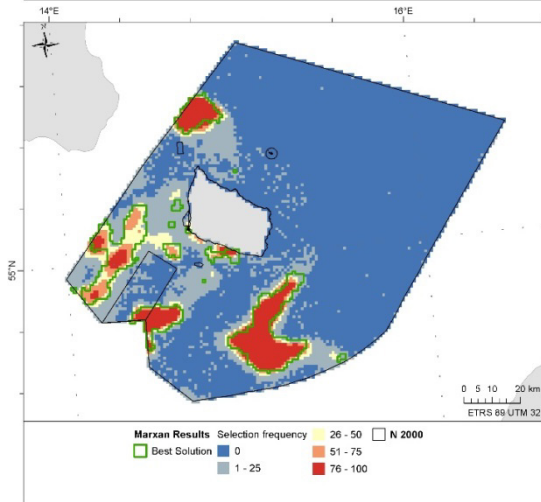 14°E
16°E
55°N
0 5 10 20 km
ETRS 89 UTM 32
Marxan Results Selection frequency 26 - 50 N 2000
Best Solution 0 51 - 75
1 - 25 76 - 100